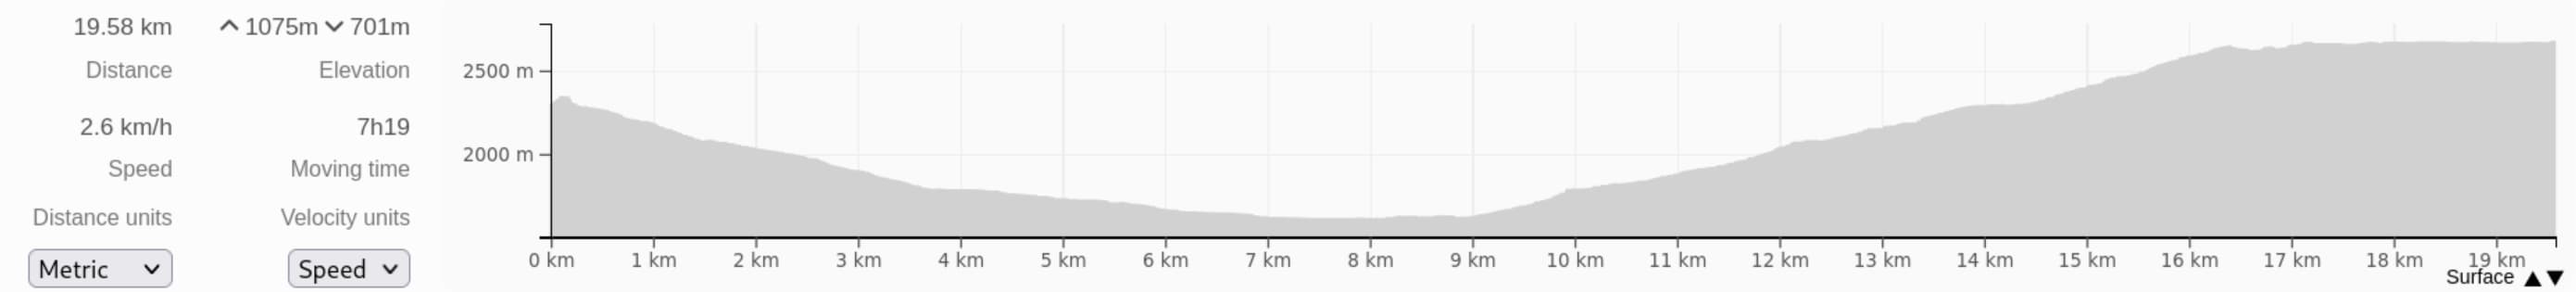 19.58 km
1075m 701m
Distance
Elevation
2.6 km/h
7h19
Speed
Moving time
Distance units
Velocity units
Metric
Speed
2500 m
2000 m
0 km 1 km 2 km 3 km 4 km 5 km 6 km 7 km 8 km 9 km 10 km 11 km 12 km 13 km 14 km 15 km 16 km 17 km 18 km 19 km
Surface ▲▼